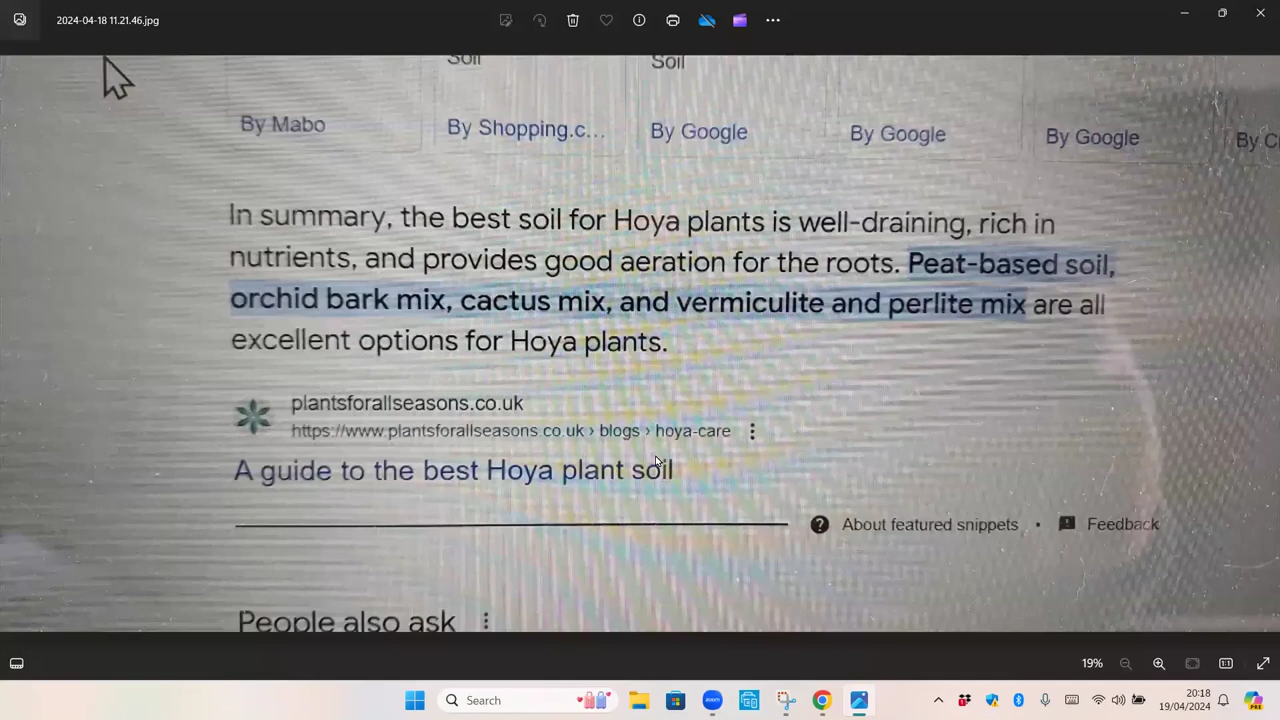 2024-04-18 11.21.46.jpg
Soil Soil
By Mabo By Shopping.c... By Google By Google By Google
In summary, the best soil for Hoya plants is well-draining, rich in
nutrients, and provides good aeration for the roots. Peat-based soil,
orchid bark mix, cactus mix, and vermiculite and perlite mix are all
excellent options for Hoya plants.
plantsforallseasons.co.uk
https://www.plantsforallseasons.co.uk › blogs › hoya-care
A guide to the best Hoya plant soil
About featured snippets • Feedback
People also ask
19%
Search
zoom
PRE
20:18
19/04/2024